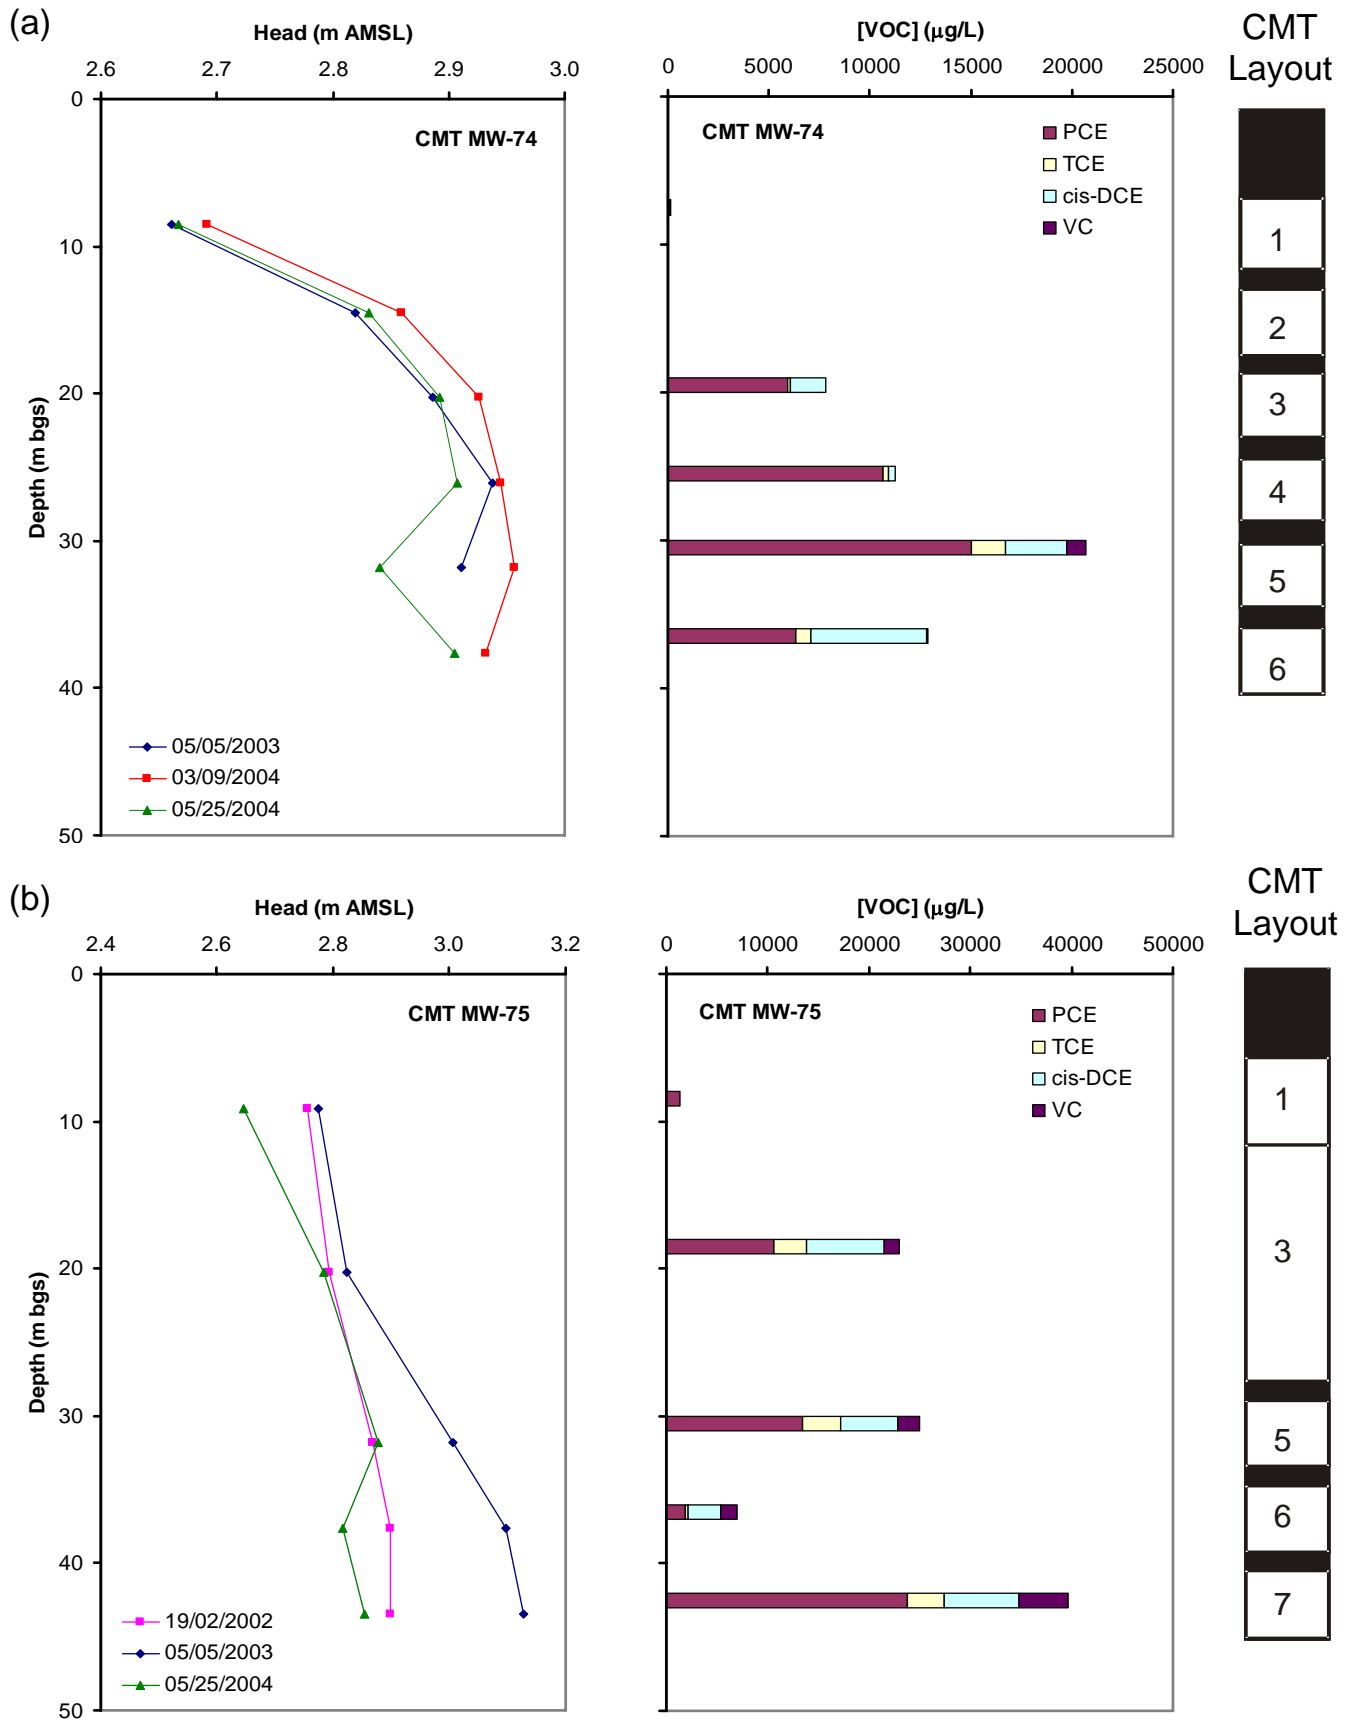 (a)
Head (m AMSL)
2.6 2.7 2.8 2.9 3.0
0
10
20
30
40
50
Depth (m bgs)
CMT MW-74
05/05/2003
03/09/2004
05/25/2004
[VOC] (µg/L)
0 5000 10000 15000 20000 25000
CMT MW-74
PCE
TCE
cis-DCE
VC
CMT
Layout
1
2
3
4
5
6
(b)
Head (m AMSL)
2.4 2.6 2.8 3.0 3.2
0
10
20
30
40
50
Depth (m bgs)
CMT MW-75
19/02/2002
05/05/2003
05/25/2004
[VOC] (µg/L)
0 10000 20000 30000 40000 50000
CMT MW-75
PCE
TCE
cis-DCE
VC
CMT
Layout
1
3
5
6
7